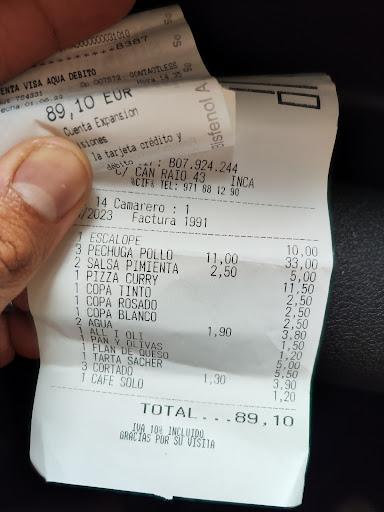 8387
VISA AQUA DEBITO
CONTACTLESS
89,10 EUR
Cuenta Expansion
la tarjeta crédito y
débito
B07.924.244
C/ CAN RAIO 43 INCA
%CIF% TEL: 971 88 12 90
14 Camarero : 1
/2023 Factura 1991
1 ESCALOPE 10,00
3 PECHUGA POLLO 11,00 33,00
2 SALSA PIMIENTA 2,50 5,00
1 PIZZA CURRY 11,50
1 COPA TINTO 2,50
1 COPA ROSADO 2,50
1 COPA BLANCO 2,50
2 AGUA 1,90 3,80
1 ALL I OLI 1,50
1 PAN Y OLIVAS 1,20
1 FLAN DE QUESO 5,00
1 TARTA SACHER 5,50
3 CORTADO 1,30 3,90
1 CAFE SOLO 1,20
TOTAL...89,10
IVA 10% INCLUIDO
GRACIAS POR SU VISITA